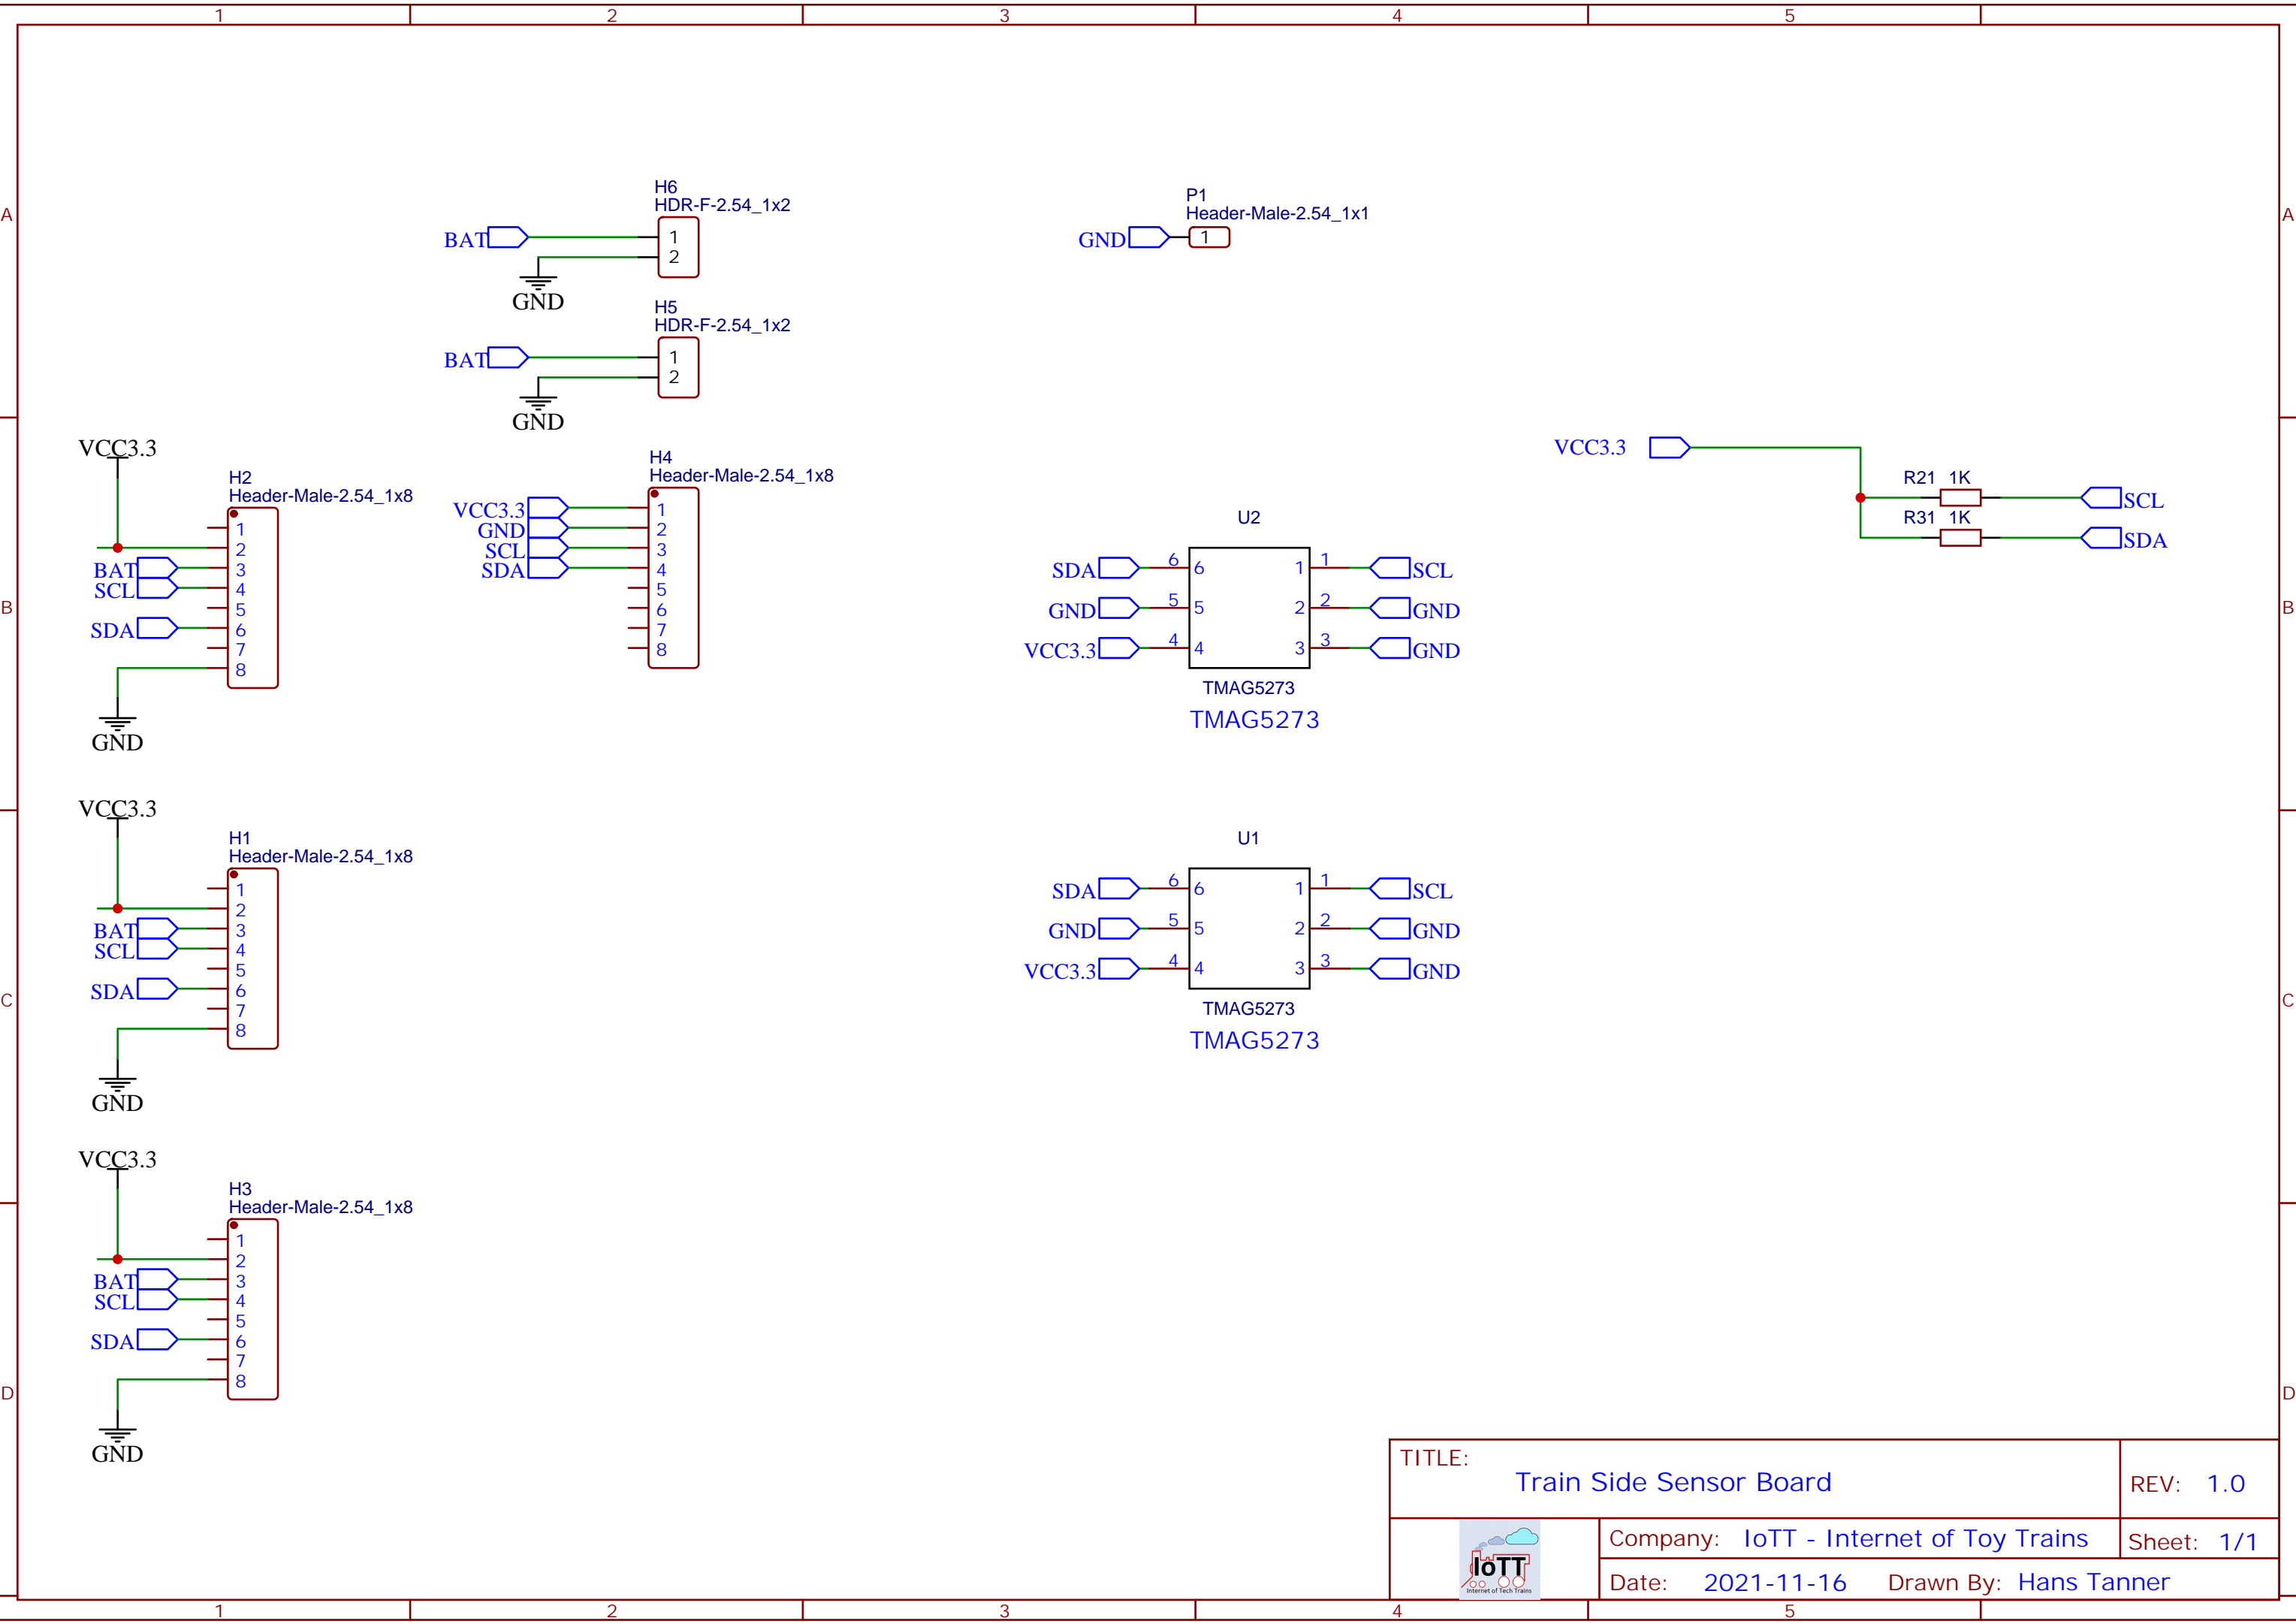 1 2 3 4 5
A A
H6
HDR-F-2.54_1x2
BAT 1
2
GND
P1
Header-Male-2.54_1x1
GND 1
H5
HDR-F-2.54_1x2
BAT 1
2
GND
VCC3.3
H2
Header-Male-2.54_1x8
1
2
BAT 3
SCL 4
5
SDA 6
7
8
GND
H4
Header-Male-2.54_1x8
VCC3.3 1
GND 2
SCL 3
SDA 4
5
6
7
8
U2
SDA 6 6 1 1 SCL
GND 5 5 2 2 GND
VCC3.3 4 4 3 3 GND
TMAG5273
TMAG5273
VCC3.3
R21 1K SCL
R31 1K SDA
B B
VCC3.3
H1
Header-Male-2.54_1x8
1
2
BAT 3
SCL 4
5
SDA 6
7
8
GND
U1
SDA 6 6 1 1 SCL
GND 5 5 2 2 GND
VCC3.3 4 4 3 3 GND
TMAG5273
TMAG5273
C C
VCC3.3
H3
Header-Male-2.54_1x8
1
2
BAT 3
SCL 4
5
SDA 6
7
8
GND
D D
TITLE:
Train Side Sensor Board
REV: 1.0
IoTT
Internet of Tech Trains
Company: IoTT - Internet of Toy Trains
Sheet: 1/1
Date: 2021-11-16 Drawn By: Hans Tanner
1 2 3 4 5